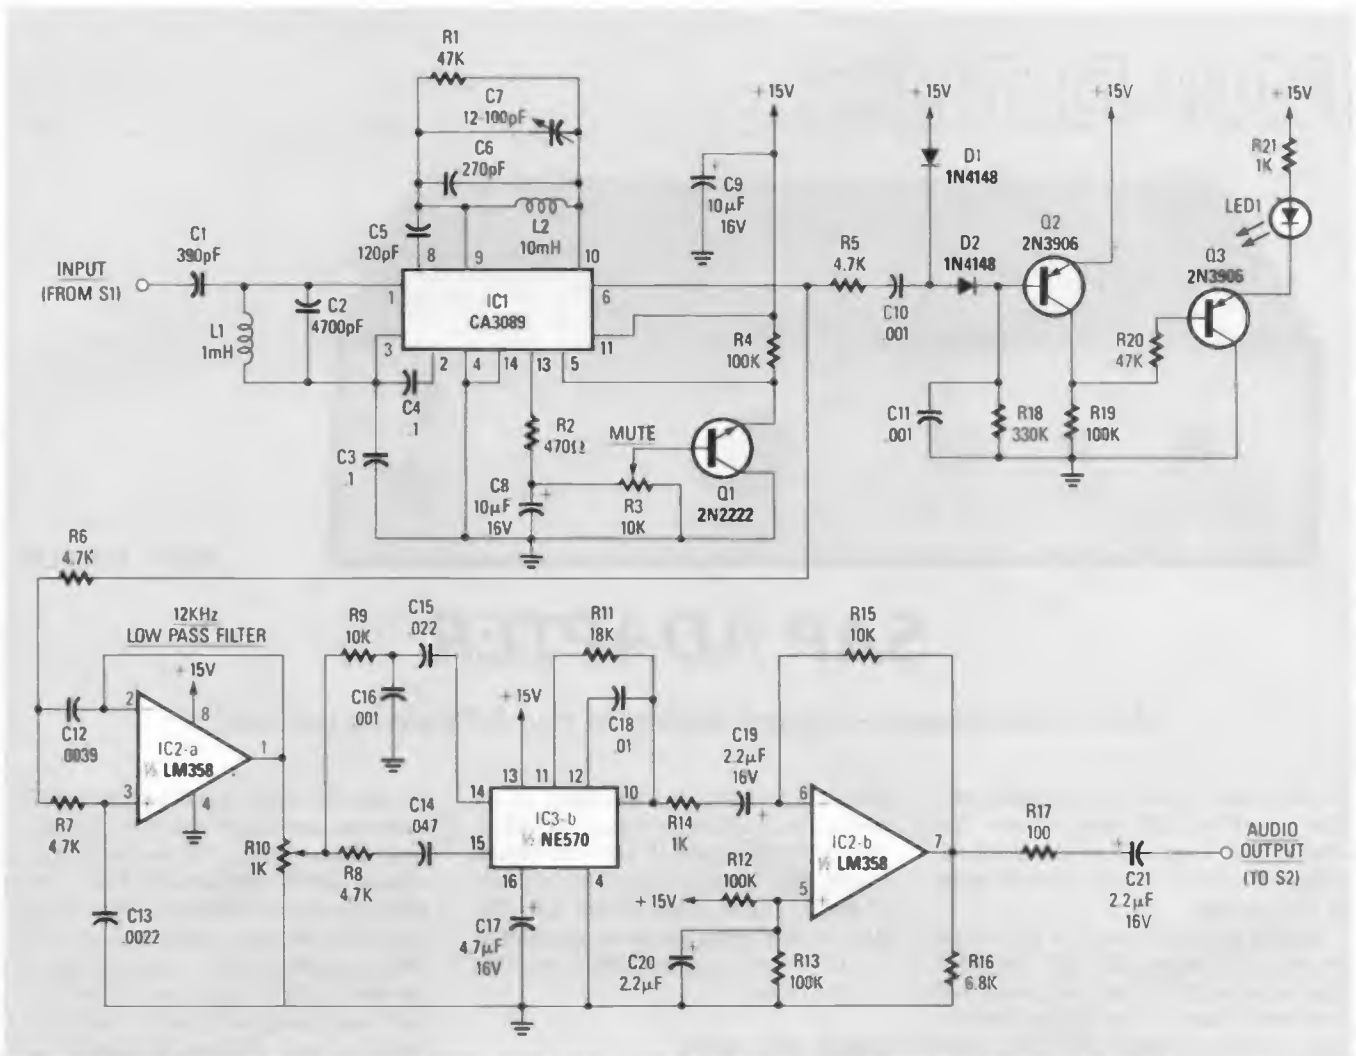 R1
47K
C7
12-100pF
C6
270pF
L2
10mH
C5
120pF
8
9
10
C1
390pF
INPUT
(FROM S1)
L1
1mH
C2
4700pF
1
3
IC1
CA3089
6
11
2
4
14
13
5
C4
.1
C3
.1
R2
470Ω
C8
10µF
16V
MUTE
R3
10K
+15V
C9
10µF
16V
R4
100K
Q1
2N2222
R5
4.7K
C10
.001
+15V
D1
1N4148
D2
1N4148
+15V
Q2
2N3906
C11
.001
R18
330K
R19
100K
R20
47K
+15V
R21
1K
LED1
Q3
2N3906
R6
4.7K
12KHz
LOW PASS FILTER
+15V
2
8
C12
.0039
IC2-a
½ LM358
1
3
4
−
+
R7
4.7K
C13
.0022
R10
1K
R9
10K
C15
.022
C16
.001
R8
4.7K
C14
.047
+15V
14
15
13
11
12
10
16
4
IC3-b
½ NE570
R11
18K
C18
.01
C17
4.7µF
16V
R14
1K
C19
2.2µF
16V
R15
10K
R12
100K
+15V
C20
2.2µF
R13
100K
6
5
−
+
IC2-b
½ LM358
7
R17
100
R16
6.8K
C21
2.2µF
16V
AUDIO
OUTPUT
(TO S2)